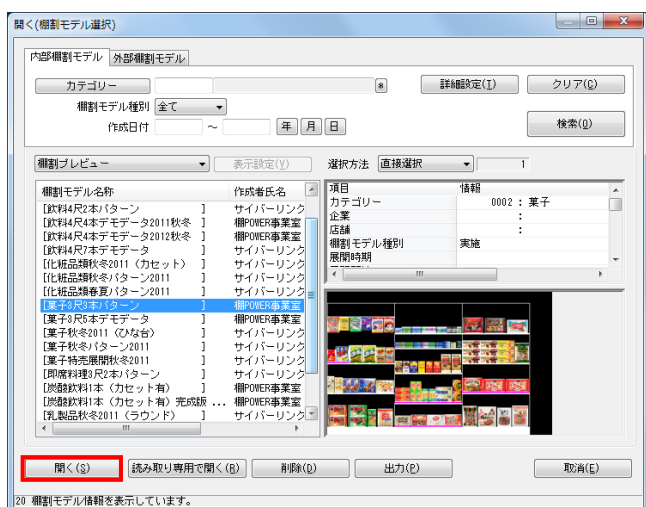 開く(棚割モデル選択)
内部棚割モデル 外部棚割モデル
カテゴリー * 詳細設定(I) クリア(C)
棚割モデル種別 全て
作成日付 ～ 年 月 日 検索(Q)
棚割プレビュー 表示設定(V) 選択方法 直接選択 1
棚割モデル名称 作成者氏名
[飲料4尺2本パターン ] サイバーリンク
[飲料4尺4本デモデータ2011秋冬 ] 棚POWER事業室
[飲料4尺4本デモデータ2012秋冬 ] 棚POWER事業室
[飲料4尺7本デモデータ ] サイバーリンク
[化粧品類秋冬2011（カセット） ] サイバーリンク
[化粧品類秋冬パターン2011 ] サイバーリンク
[化粧品類春夏パターン2011 ] サイバーリンク
[菓子3尺3本パターン ] 棚POWER事業室
[菓子3尺5本デモデータ ] 棚POWER事業室
[菓子秋冬2011（ひな台） ] サイバーリンク
[菓子秋冬パターン2011 ] サイバーリンク
[菓子特売展開秋冬2011 ] サイバーリンク
[即席料理3尺2本パターン ] サイバーリンク
[炭酸飲料1本（カセット有） ] 棚POWER事業室
[炭酸飲料1本（カセット有）完成版 ... 棚POWER事業室
[乳製品秋冬2011（ラウンド） ] サイバーリンク
項目 情報
カテゴリー 0002 : 菓子
企業 :
店舗 :
棚割モデル種別 実施
展開時期
開く(S) 読み取り専用で開く(R) 削除(D) 出力(P) 取消(E)
20 棚割モデル情報を表示しています。